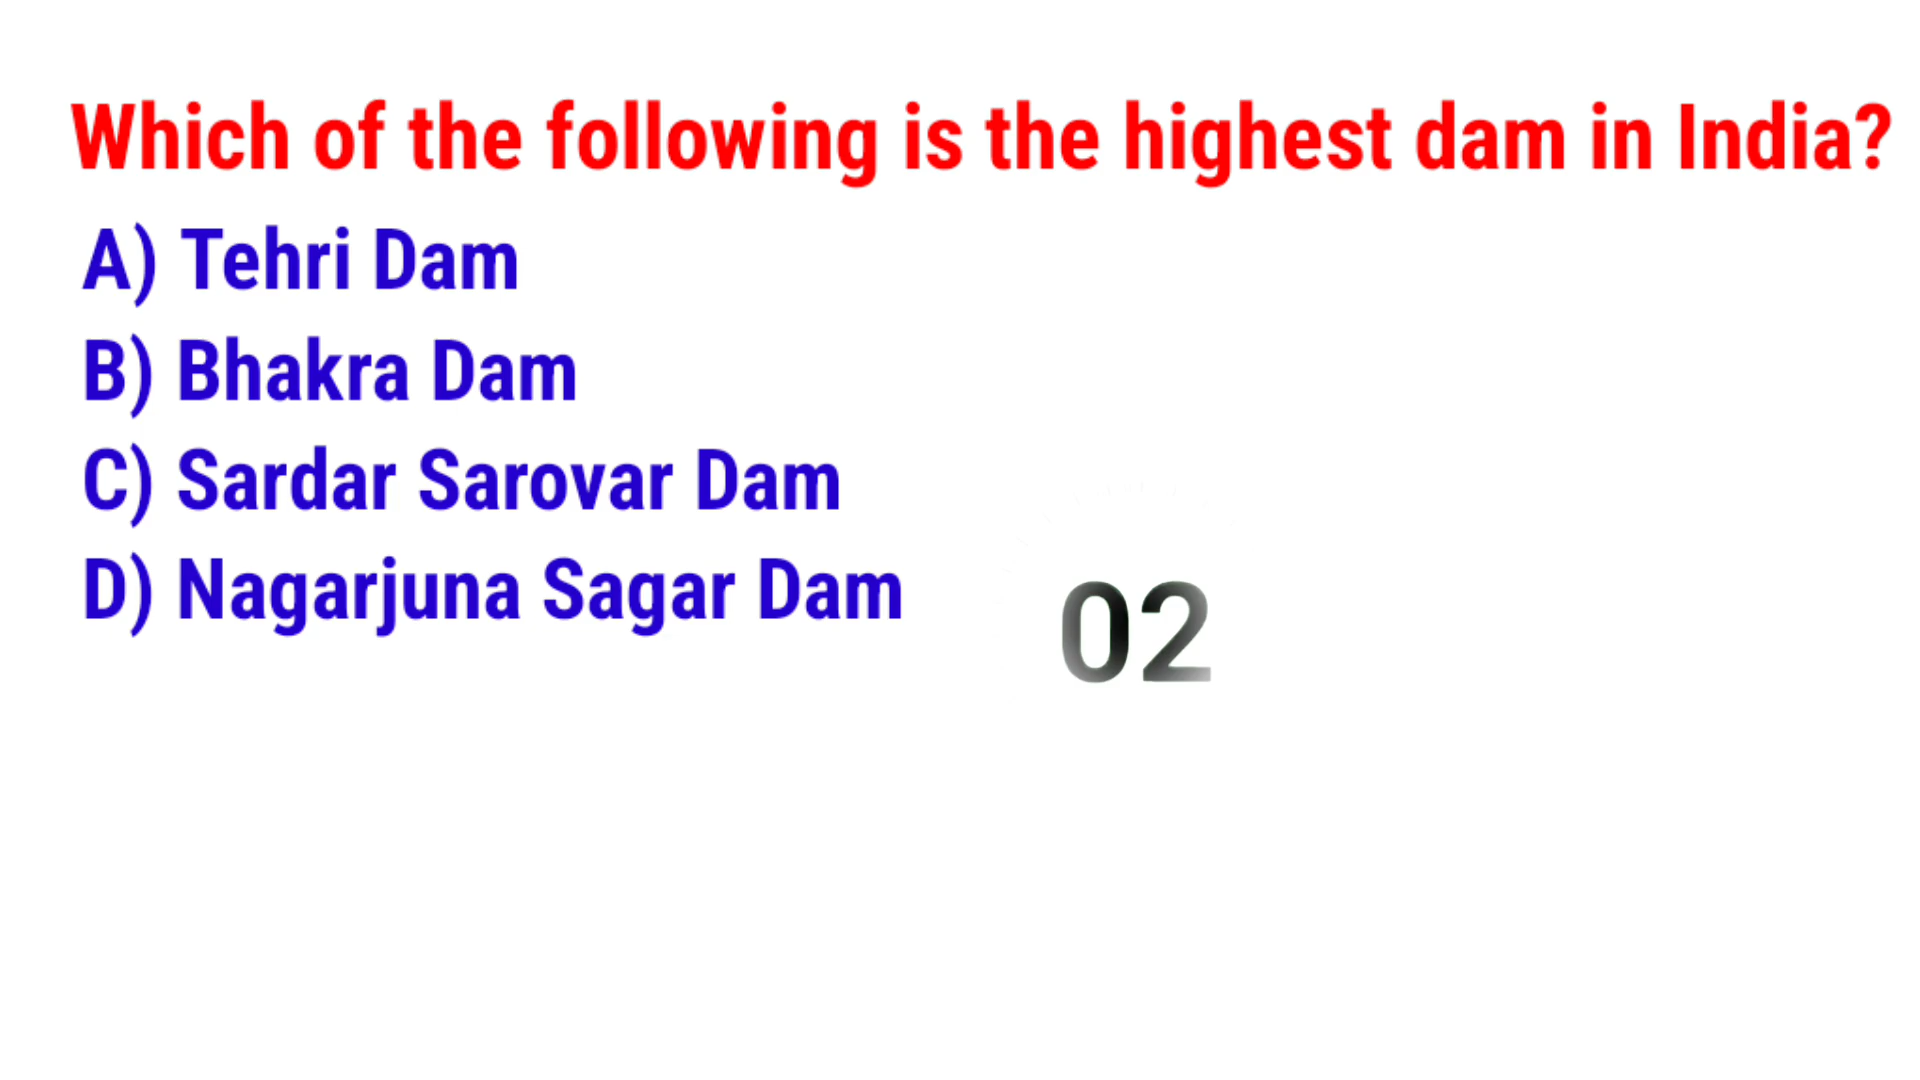 Which of the following is the highest dam in India?
A) Tehri Dam
B) Bhakra Dam
C) Sardar Sarovar Dam
D) Nagarjuna Sagar Dam
02